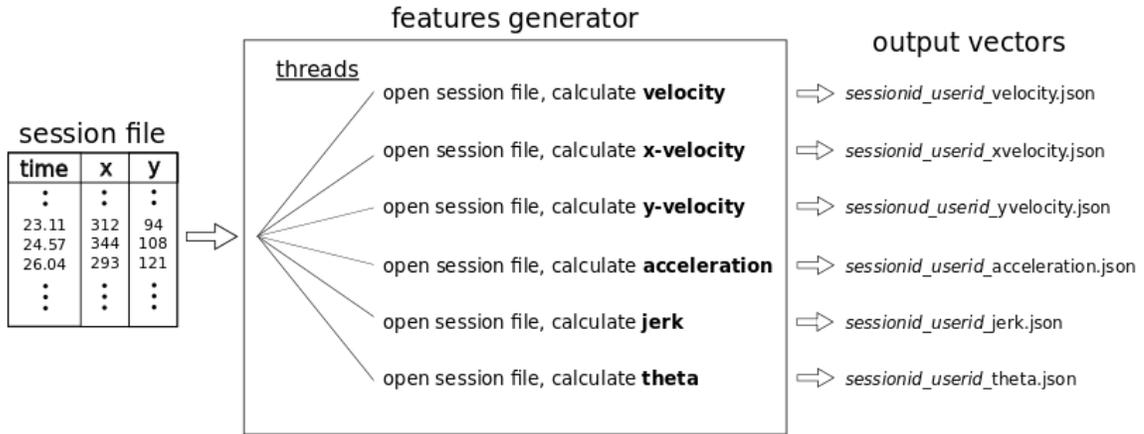 features generator
output vectors
threads
open session file, calculate velocity
sessionid_userid_velocity.json
session file
time x y
23.11 312 94
24.57 344 108
26.04 293 121
open session file, calculate x-velocity
sessionid_userid_xvelocity.json
open session file, calculate y-velocity
sessionud_userid_yvelocity.json
open session file, calculate acceleration
sessionid_userid_acceleration.json
open session file, calculate jerk
sessionid_userid_jerk.json
open session file, calculate theta
sessionid_userid_theta.json